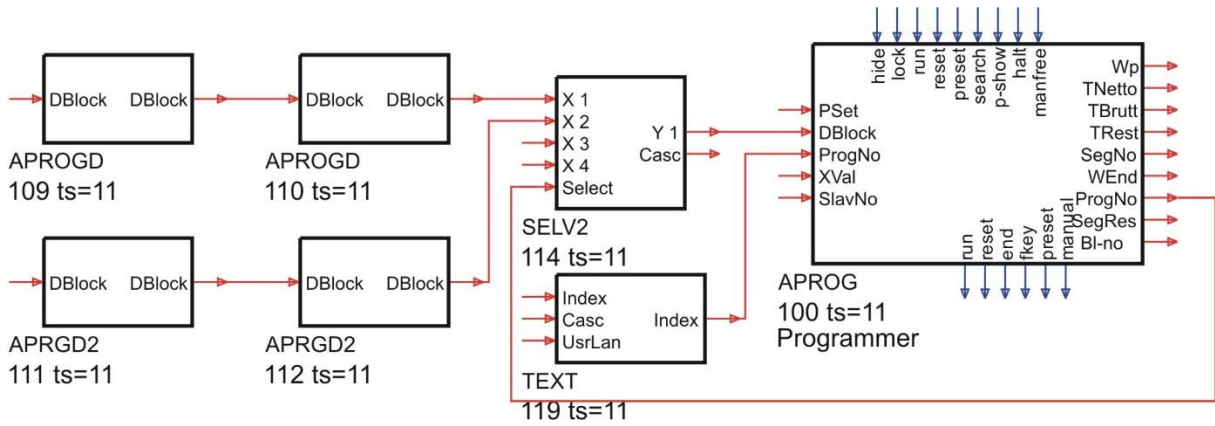 DBlock DBlock
APROGD
109 ts=11
DBlock DBlock
APROGD
110 ts=11
DBlock DBlock
APRGD2
111 ts=11
DBlock DBlock
APRGD2
112 ts=11
X 1
X 2
X 3
X 4
Select
Y 1
Casc
SELV2
114 ts=11
Index
Casc
UsrLan
Index
TEXT
119 ts=11
hide
lock
run
reset
preset
search
p-show
halt
manfree
PSet
DBlock
ProgNo
XVal
SlavNo
Wp
TNetto
TBrutt
TRest
SegNo
WEnd
ProgNo
SegRes
Bl-no
run
reset
end
fkey
preset
manual
APROG
100 ts=11
Programmer